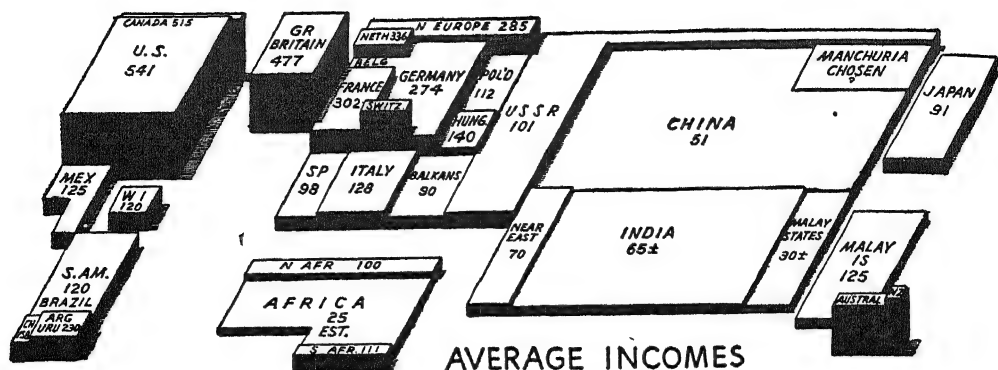 CANADA 515
U.S.
541
GR
BRITAIN
477
N EUROPE 285
NETH 336
BELG
FRANCE
302
SWITZ.
GERMANY
274
POL'D
112
HUNG.
140
U S S R
101
MANCHURIA
CHOSEN
CHINA
51
JAPAN
91
MEX
125
W I
120
SP
98
ITALY
128
BALKANS
90
NEAR
EAST
70
INDIA
65±
MALAY
STATES
30±
MALAY
IS
125
AUSTRAL
S.AM.
120
BRAZIL
ARG
URU 230
N AFR 100
AFRICA
25
EST.
S AFR. 111
AVERAGE INCOMES